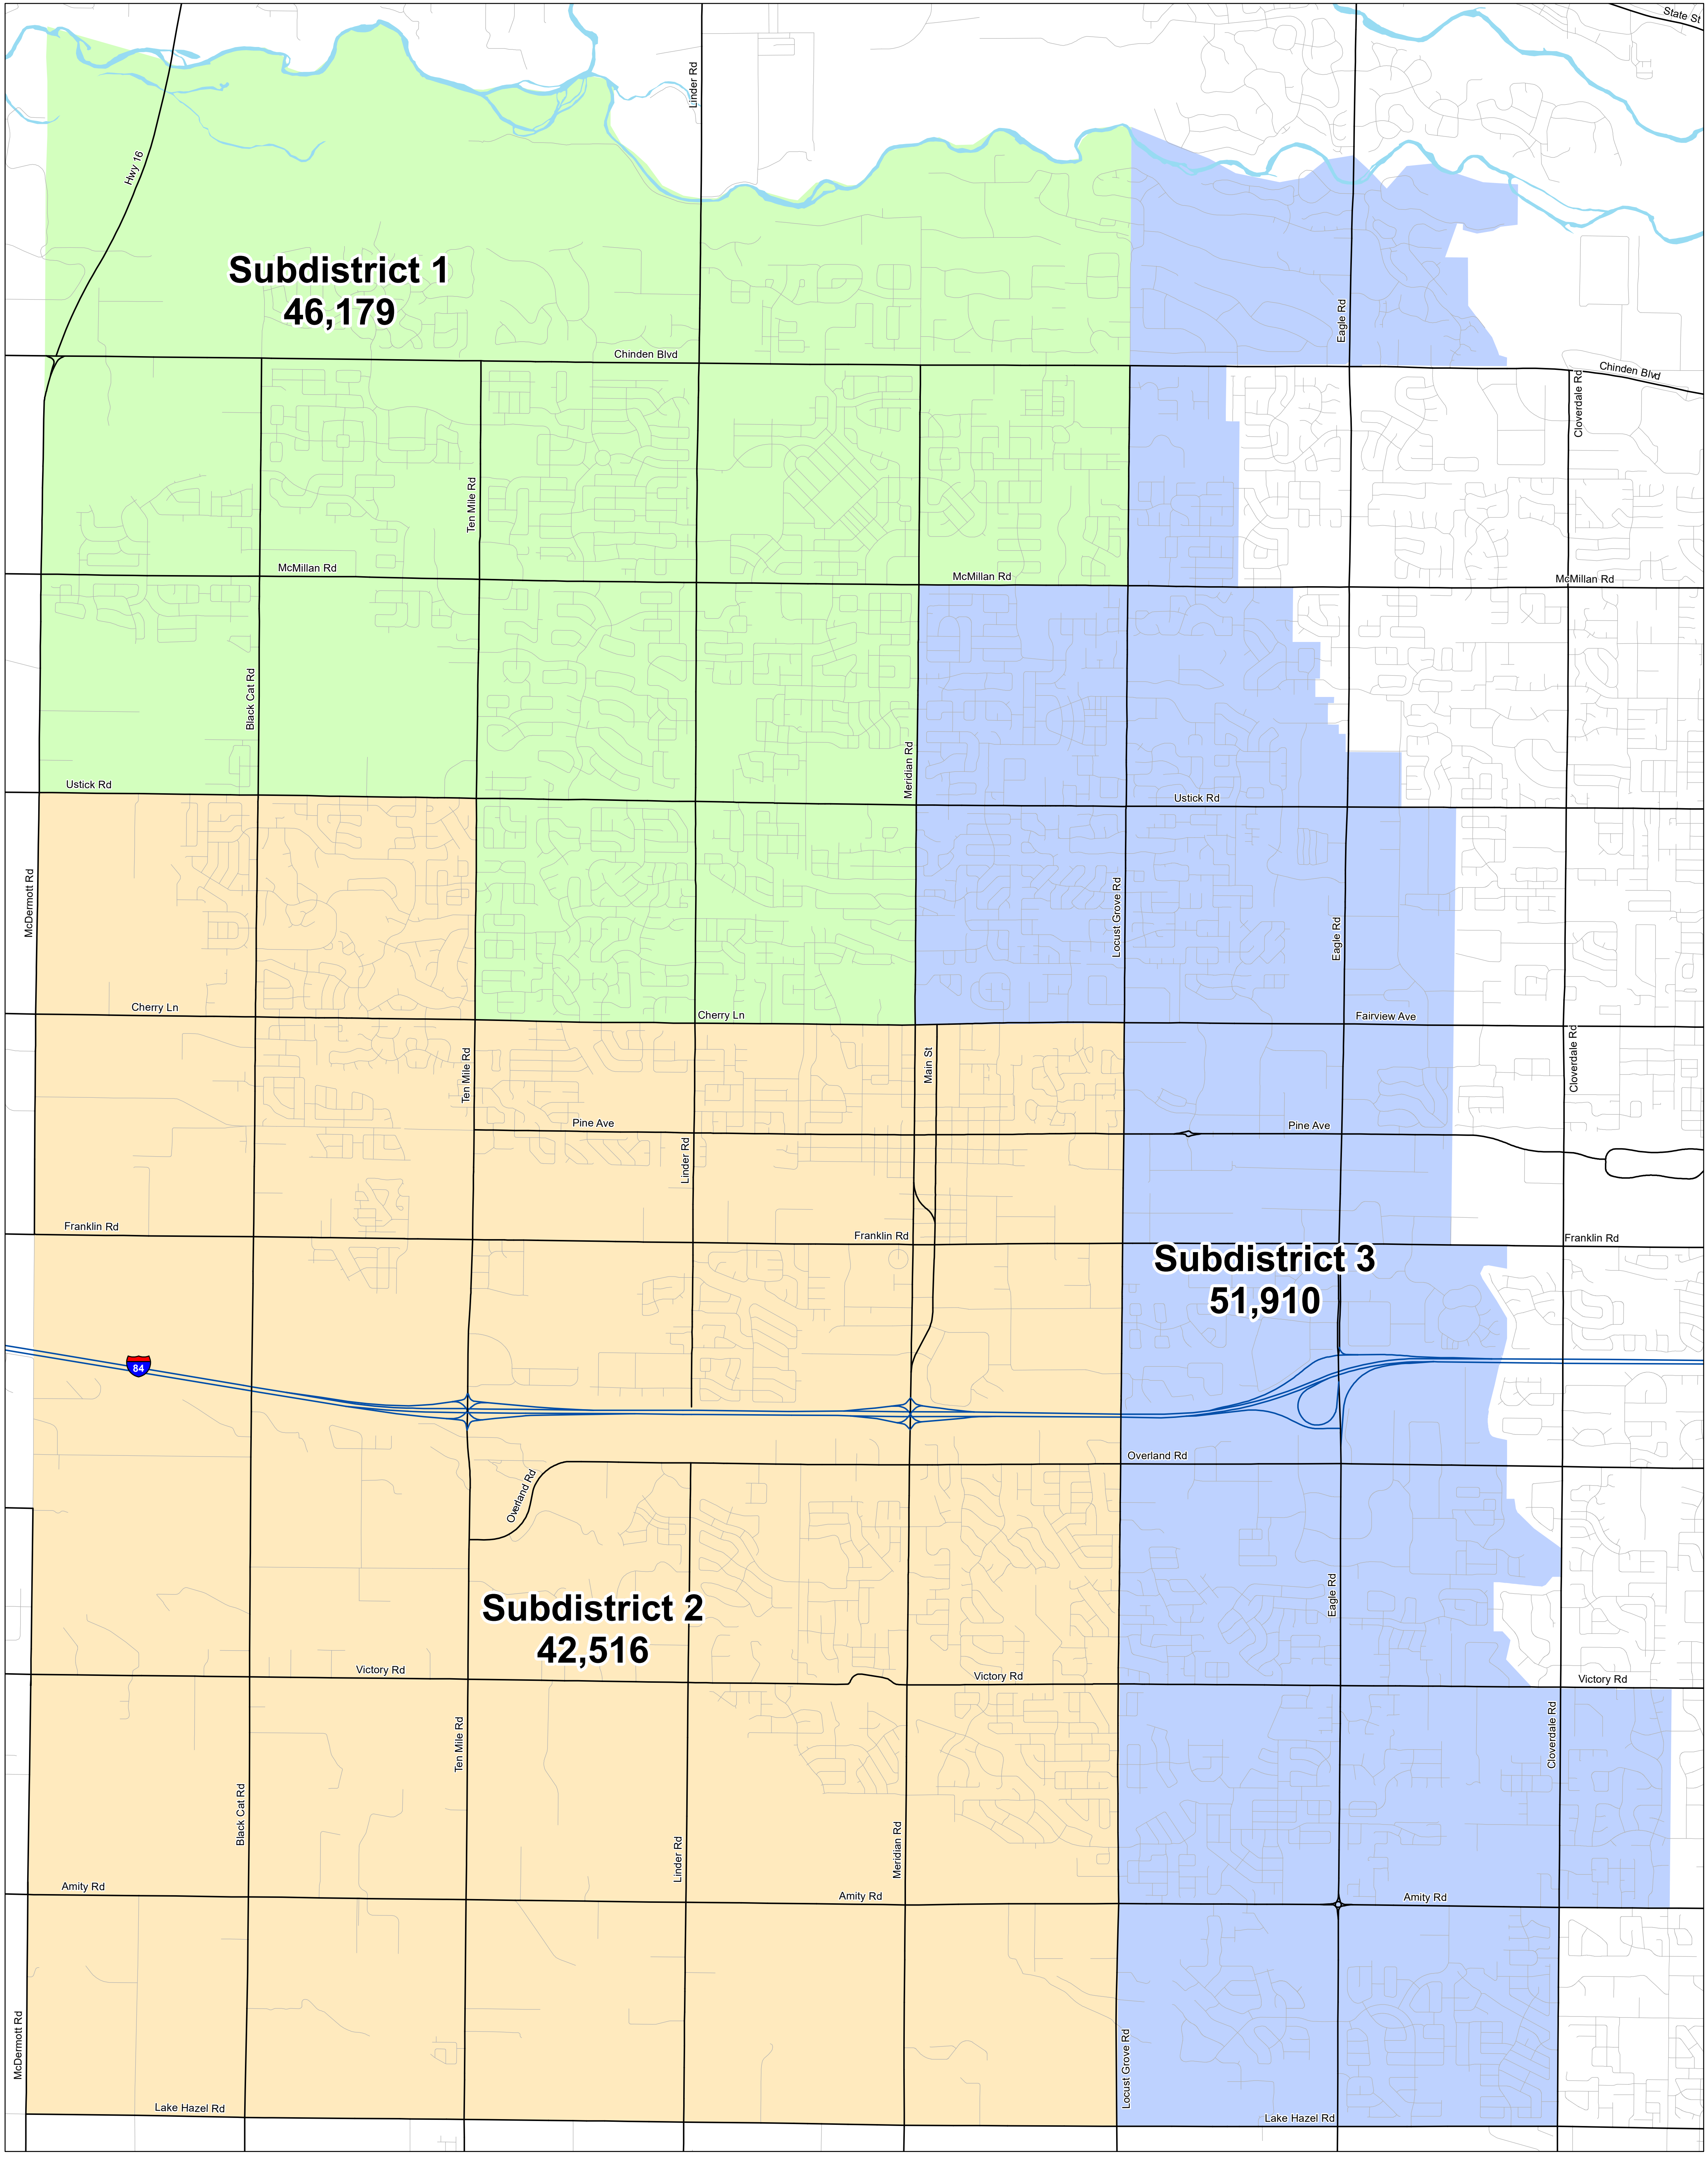 State St
Linder Rd
Hwy 16
Subdistrict 1
46,179
Eagle Rd
Chinden Blvd
Chinden Blvd
Cloverdale Rd
Ten Mile Rd
McMillan Rd
McMillan Rd
McMillan Rd
Black Cat Rd
Meridian Rd
Ustick Rd
Ustick Rd
McDermott Rd
Locust Grove Rd
Eagle Rd
Cherry Ln
Cherry Ln
Fairview Ave
Ten Mile Rd
Main St
Cloverdale Rd
Pine Ave
Pine Ave
Linder Rd
Franklin Rd
Franklin Rd
Franklin Rd
Subdistrict 3
51,910
84
Overland Rd
Overland Rd
Eagle Rd
Subdistrict 2
42,516
Victory Rd
Victory Rd
Victory Rd
Ten Mile Rd
Cloverdale Rd
Black Cat Rd
Linder Rd
Meridian Rd
Amity Rd
Amity Rd
Amity Rd
McDermott Rd
Locust Grove Rd
Lake Hazel Rd
Lake Hazel Rd